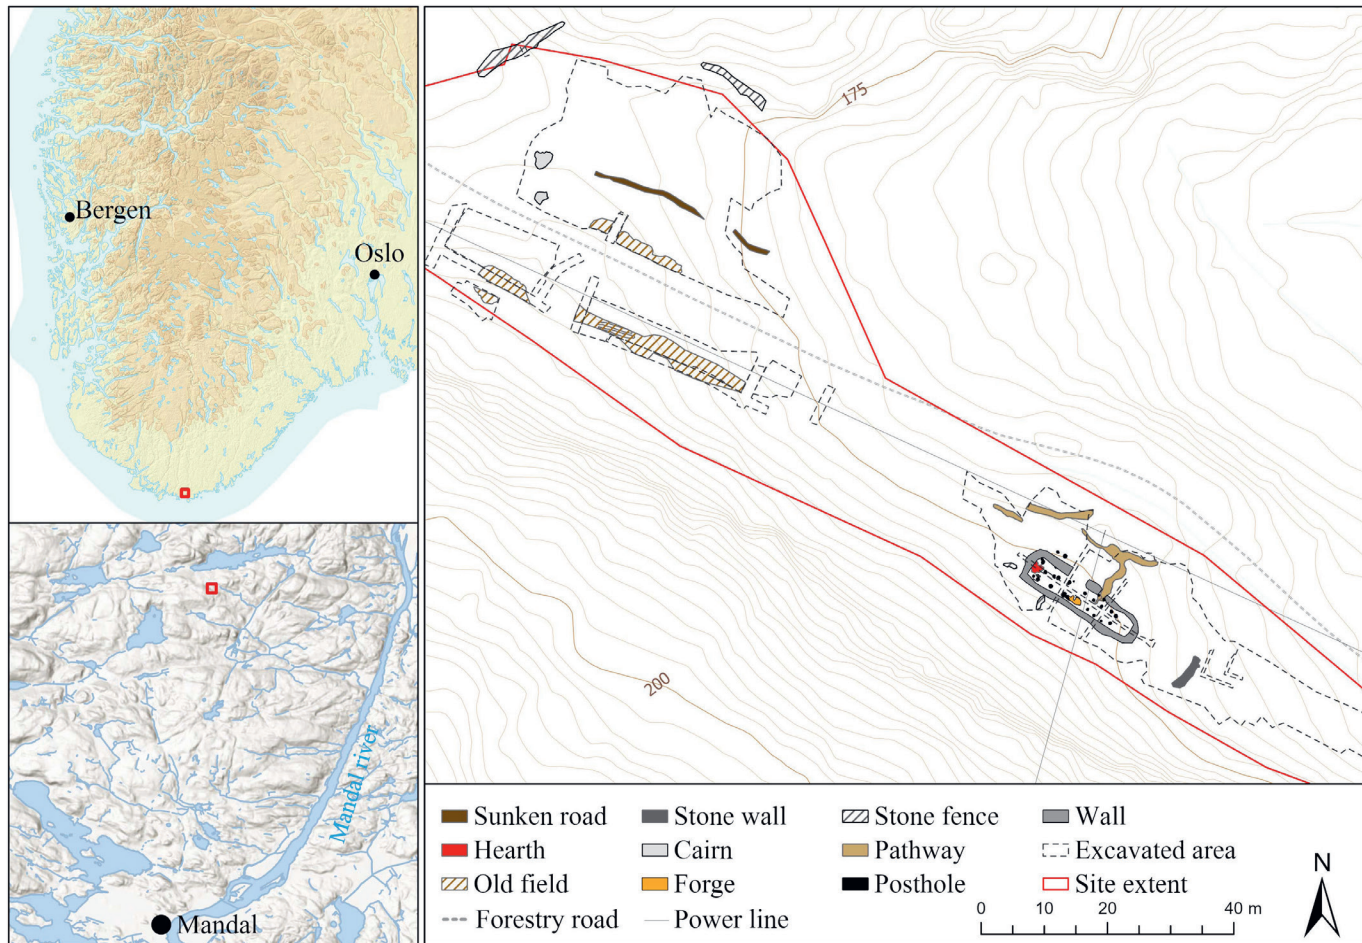 Bergen
Oslo
Mandal river
Mandal
175
200
Sunken road
Stone wall
Stone fence
Wall
Hearth
Cairn
Pathway
Excavated area
Old field
Forge
Posthole
Site extent
Forestry road
Power line
N
0 10 20 40 m